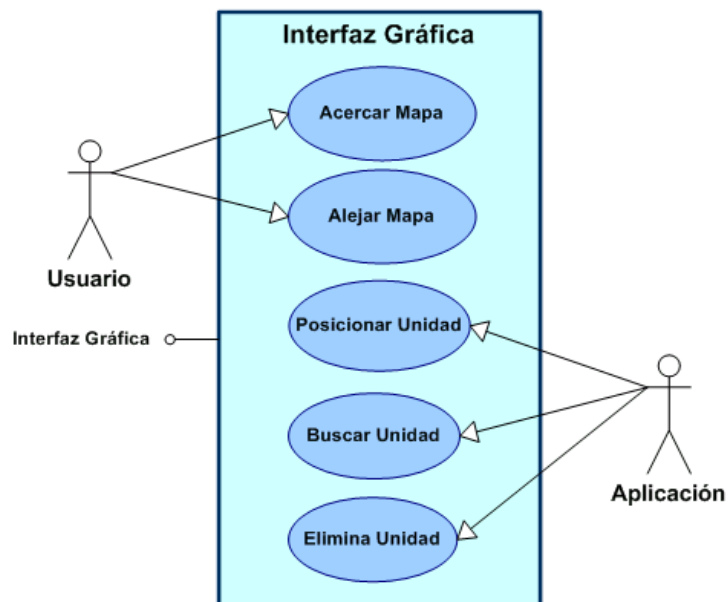 Interfaz Gráfica
Acercar Mapa
Alejar Mapa
Usuario
Posicionar Unidad
Interfaz Gráfica
Buscar Unidad
Aplicación
Elimina Unidad